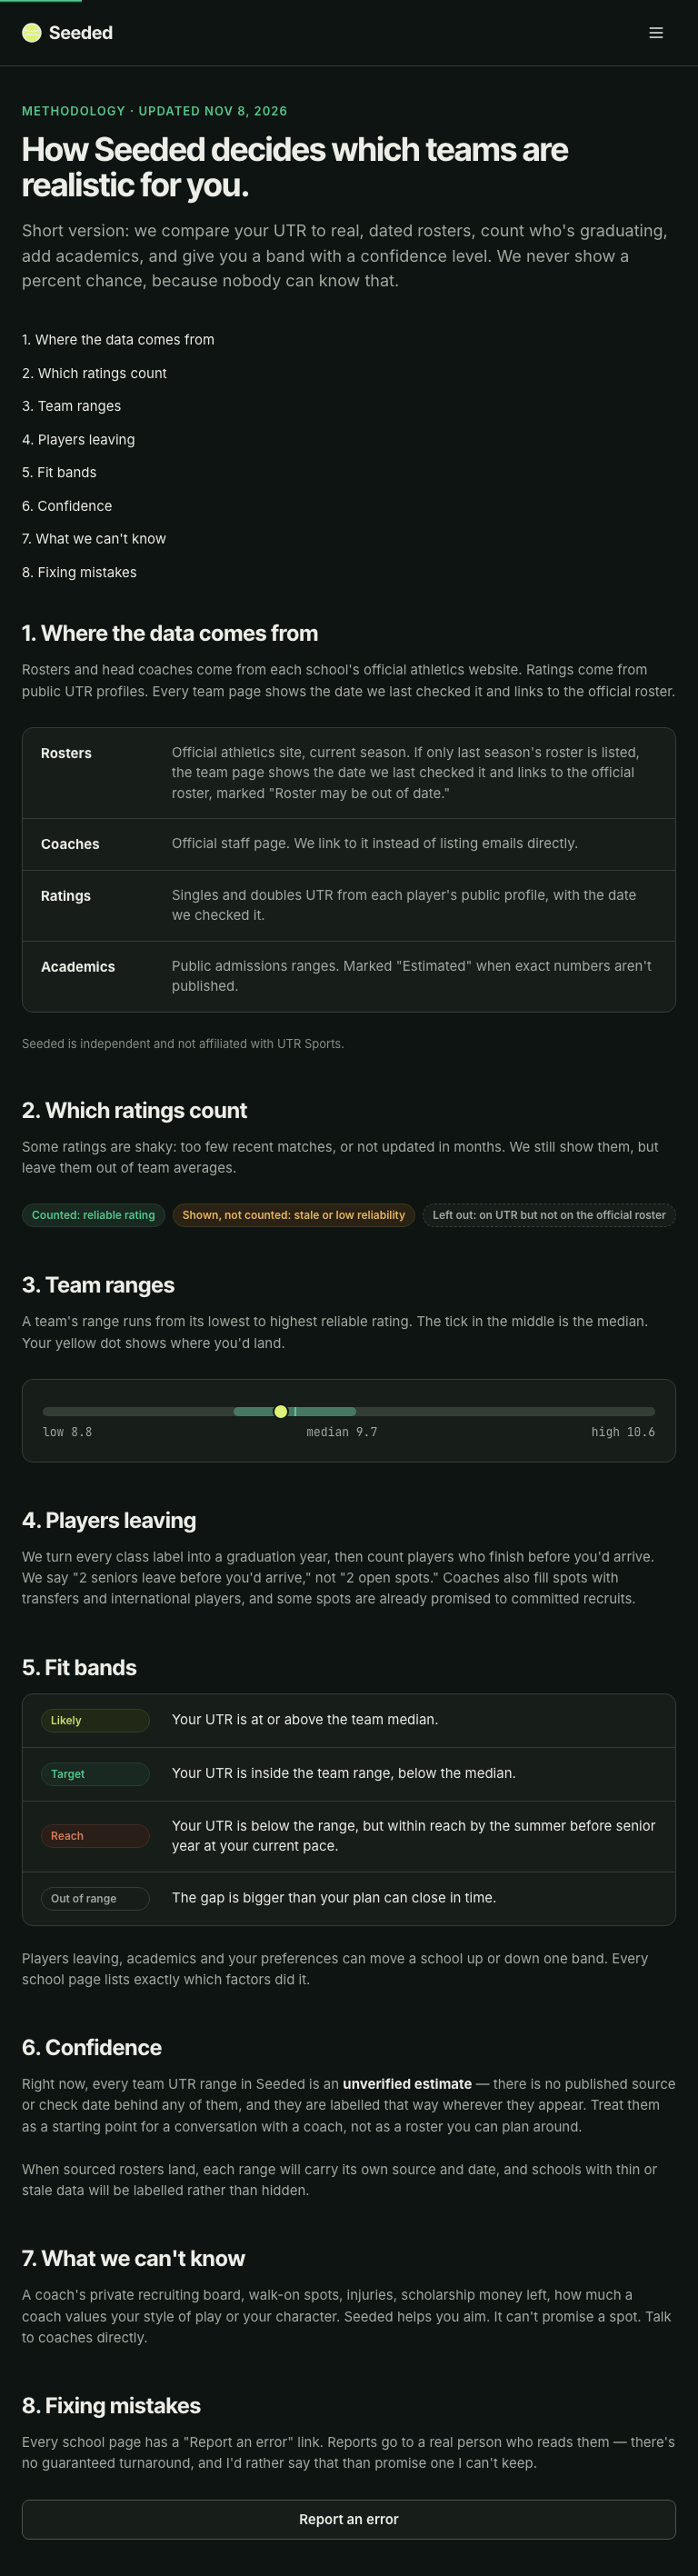 Seeded
METHODOLOGY · UPDATED NOV 8, 2026
How Seeded decides which teams are
realistic for you.
Short version: we compare your UTR to real, dated rosters, count who's graduating,
add academics, and give you a band with a confidence level. We never show a
percent chance, because nobody can know that.
1. Where the data comes from
2. Which ratings count
3. Team ranges
4. Players leaving
5. Fit bands
6. Confidence
7. What we can't know
8. Fixing mistakes
1. Where the data comes from
Rosters and head coaches come from each school's official athletics website. Ratings come from
public UTR profiles. Every team page shows the date we last checked it and links to the official roster.
Rosters
Official athletics site, current season. If only last season's roster is listed,
the team page shows the date we last checked it and links to the official
roster, marked "Roster may be out of date."
Coaches
Official staff page. We link to it instead of listing emails directly.
Ratings
Singles and doubles UTR from each player's public profile, with the date
we checked it.
Academics
Public admissions ranges. Marked "Estimated" when exact numbers aren't
published.
Seeded is independent and not affiliated with UTR Sports.
2. Which ratings count
Some ratings are shaky: too few recent matches, or not updated in months. We still show them, but
leave them out of team averages.
Counted: reliable rating
Shown, not counted: stale or low reliability
Left out: on UTR but not on the official roster
3. Team ranges
A team's range runs from its lowest to highest reliable rating. The tick in the middle is the median.
Your yellow dot shows where you'd land.
low 8.8 median 9.7 high 10.6
4. Players leaving
We turn every class label into a graduation year, then count players who finish before you'd arrive.
We say "2 seniors leave before you'd arrive," not "2 open spots." Coaches also fill spots with
transfers and international players, and some spots are already promised to committed recruits.
5. Fit bands
Likely
Your UTR is at or above the team median.
Target
Your UTR is inside the team range, below the median.
Reach
Your UTR is below the range, but within reach by the summer before senior
year at your current pace.
Out of range
The gap is bigger than your plan can close in time.
Players leaving, academics and your preferences can move a school up or down one band. Every
school page lists exactly which factors did it.
6. Confidence
Right now, every team UTR range in Seeded is an unverified estimate — there is no published source
or check date behind any of them, and they are labelled that way wherever they appear. Treat them
as a starting point for a conversation with a coach, not as a roster you can plan around.
When sourced rosters land, each range will carry its own source and date, and schools with thin or
stale data will be labelled rather than hidden.
7. What we can't know
A coach's private recruiting board, walk-on spots, injuries, scholarship money left, how much a
coach values your style of play or your character. Seeded helps you aim. It can't promise a spot. Talk
to coaches directly.
8. Fixing mistakes
Every school page has a "Report an error" link. Reports go to a real person who reads them — there's
no guaranteed turnaround, and I'd rather say that than promise one I can't keep.
Report an error